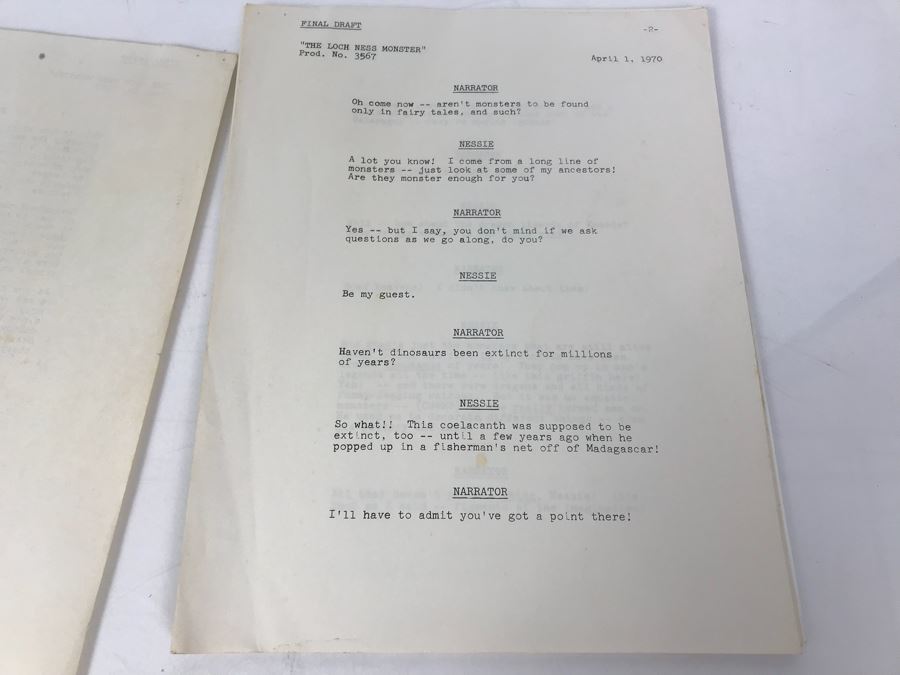 FINAL DRAFT
-2-
"THE LOCH NESS MONSTER"
Prod. No. 3567
April 1, 1970
NARRATOR
Oh come now -- aren't monsters to be found
only in fairy tales, and such?
NESSIE
A lot you know! I come from a long line of
monsters -- just look at some of my ancestors!
Are they monster enough for you?
NARRATOR
Yes -- but I say, you don't mind if we ask
questions as we go along, do you?
NESSIE
Be my guest.
NARRATOR
Haven't dinosaurs been extinct for millions
of years?
NESSIE
So what!! This coelacanth was supposed to be
extinct, too -- until a few years ago when he
popped up in a fisherman's net off of Madagascar!
NARRATOR
I'll have to admit you've got a point there!